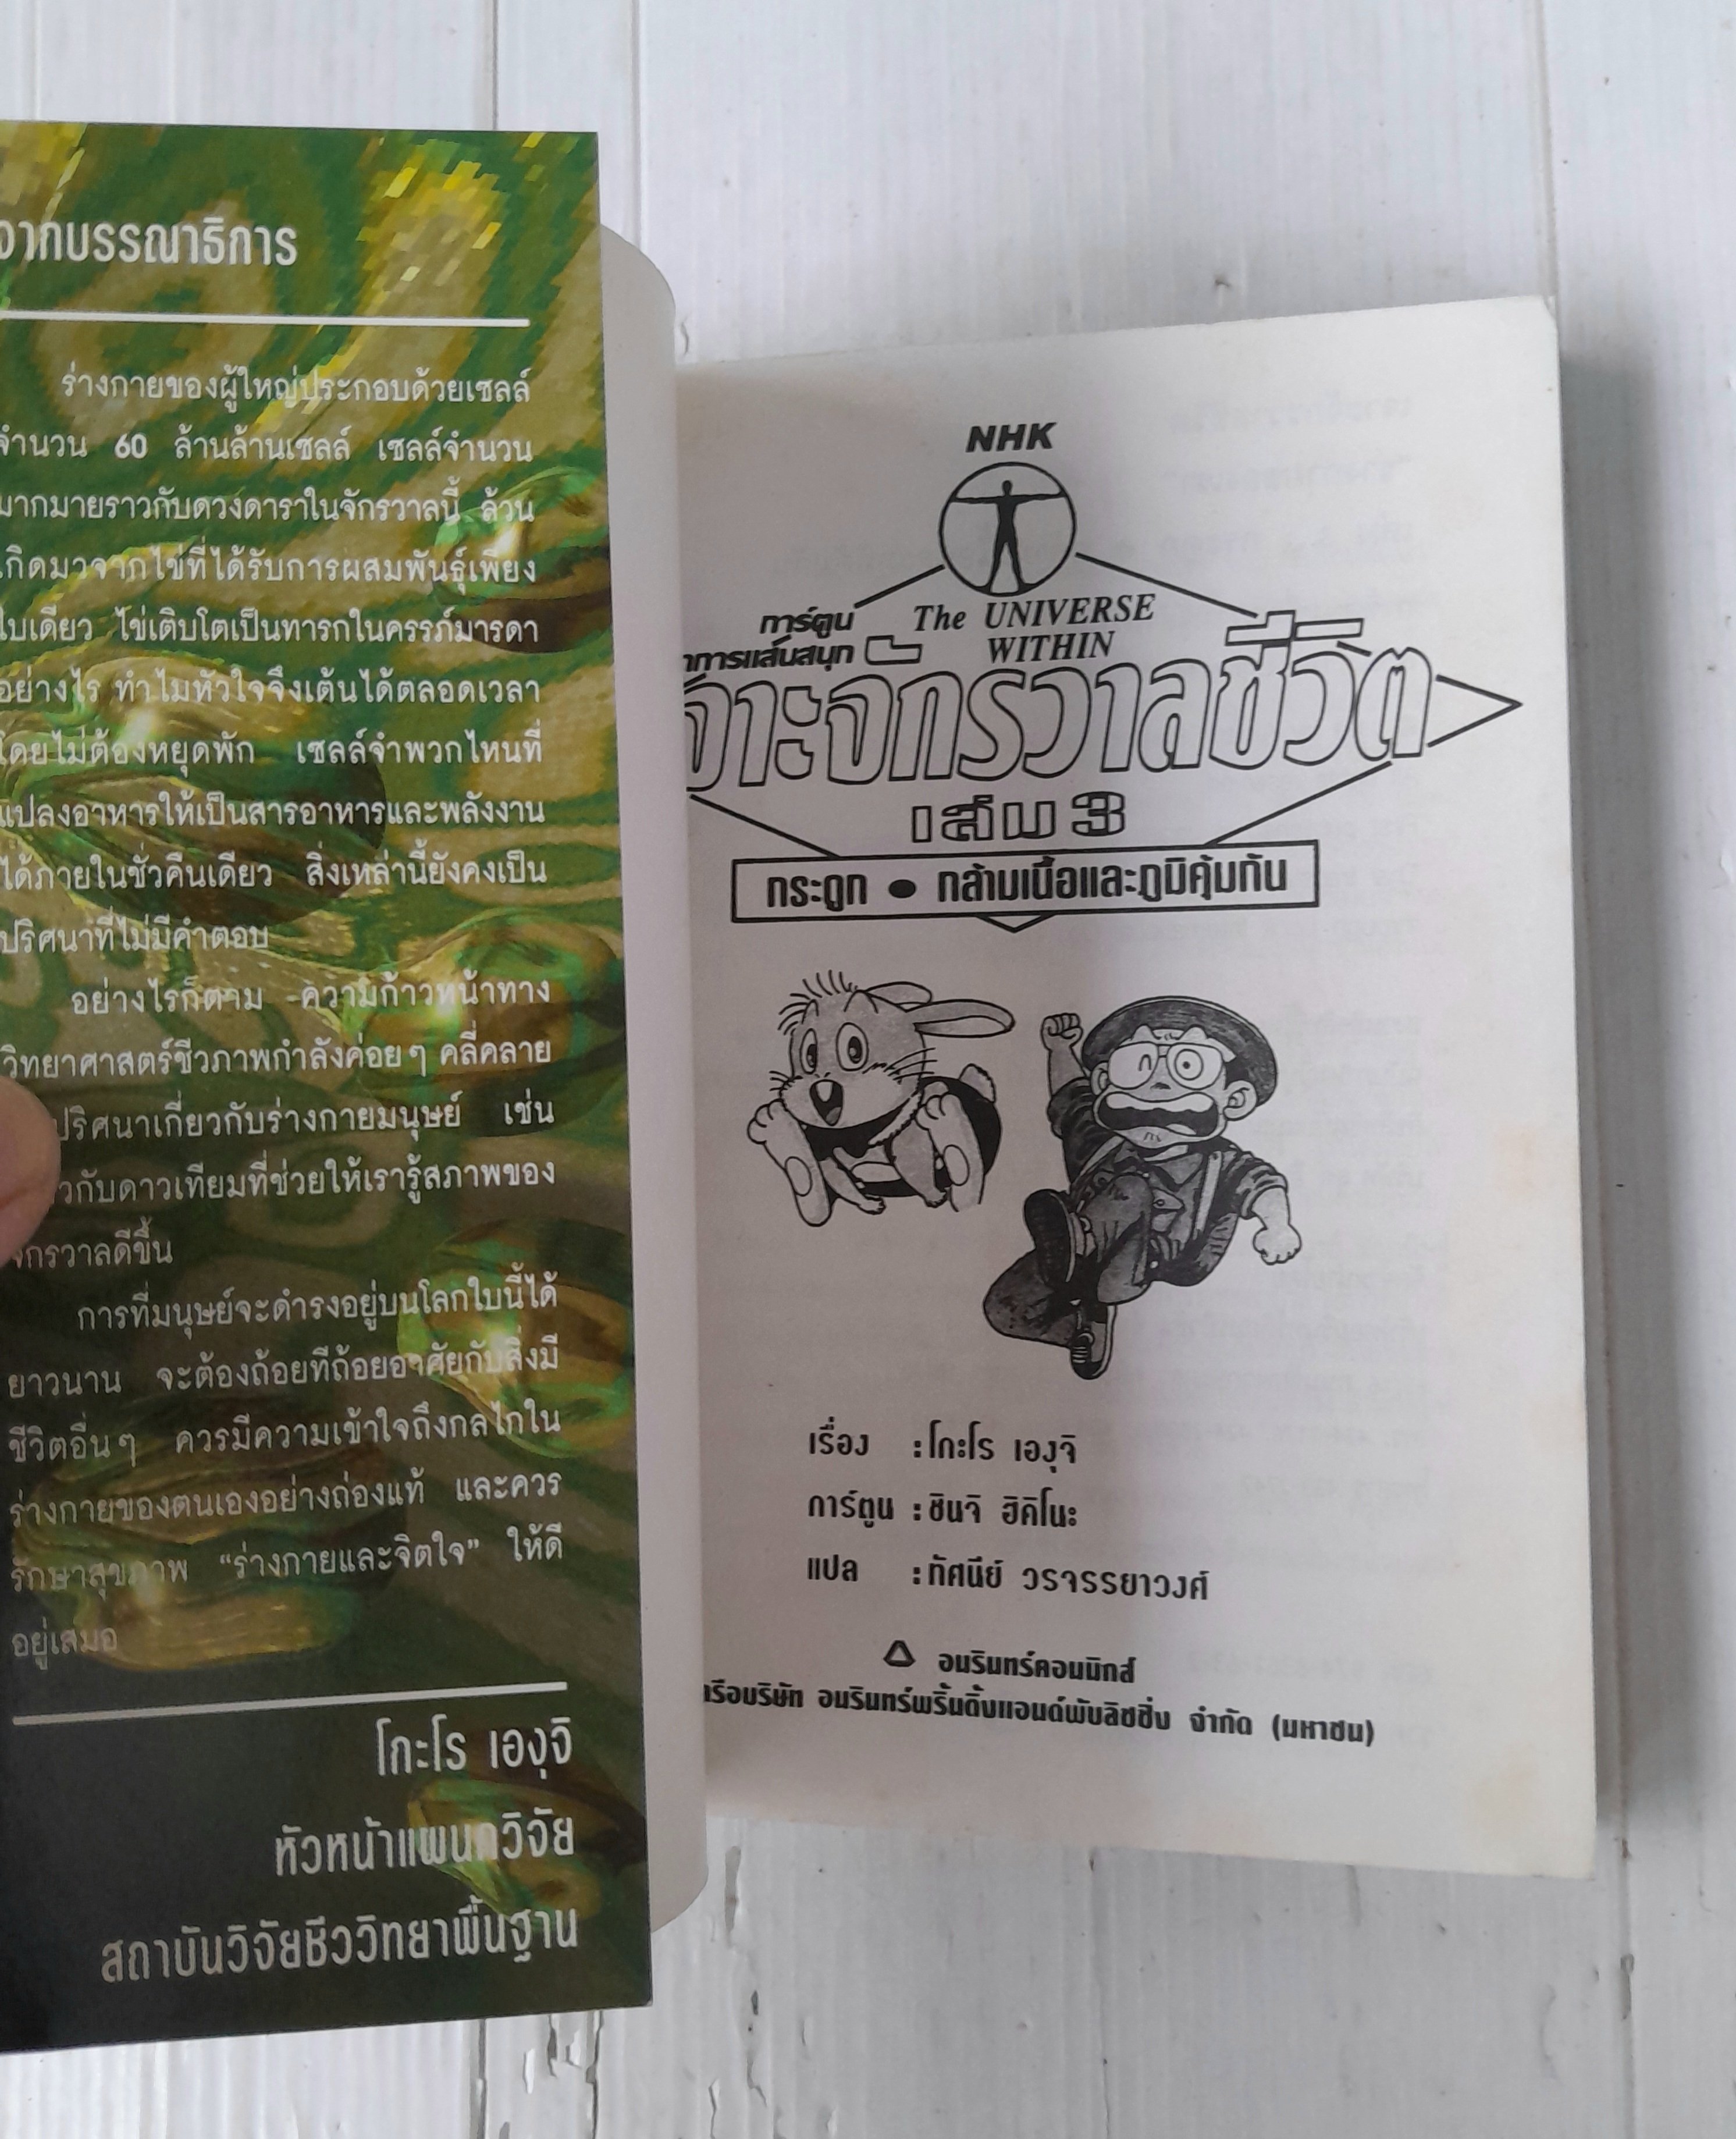 จากบรรณาธิการ
ร่างกายของผู้ใหญ่ประกอบด้วยเซลล์
จำนวน 60 ล้านล้านเซลล์ เซลล์จำนวน
มากมายราวกับดวงดาราในจักรวาลนี้ ล้วน
เกิดมาจากไข่ที่ได้รับการผสมพันธุ์เพียง
ใบเดียว ไข่เติบโตเป็นทารกในครรภ์มารดา
อย่างไร ทำไมหัวใจจึงเต้นได้ตลอดเวลา
โดยไม่ต้องหยุดพัก เซลล์จำพวกไหนที่
แปลงอาหารให้เป็นสารอาหารและพลังงาน
ได้ภายในชั่วคืนเดียว สิ่งเหล่านี้ยังคงเป็น
ปริศนาที่ไม่มีคำตอบ
อย่างไรก็ตาม ความก้าวหน้าทาง
วิทยาศาสตร์ชีวภาพกำลังค่อยๆ คลี่คลาย
ปริศนาเกี่ยวกับร่างกายมนุษย์ เช่น
วกับดาวเทียมที่ช่วยให้เรารู้สภาพของ
จักรวาลดีขึ้น
การที่มนุษย์จะดำรงอยู่บนโลกใบนี้ได้
ยาวนาน จะต้องถ้อยทีถ้อยอาศัยกับสิ่งมี
ชีวิตอื่นๆ ควรมีความเข้าใจถึงกลไกใน
ร่างกายของตนเองอย่างถ่องแท้ และควร
รักษาสุขภาพ “ร่างกายและจิตใจ” ให้ดี
อยู่เสมอ
โกะโร เองุจิ
หัวหน้าแผนกวิจัย
สถาบันวิจัยชีววิทยาพื้นฐาน
NHK
The UNIVERSE
WITHIN
การ์ตูน
าการแสนสนุก
จาะจักรวาลชีวิต
เล่ม 3
กระดูก ● กล้ามเนื้อและภูมิคุ้มกัน
เรื่อง : โกะโร เองุจิ
การ์ตูน : ชินจิ ฮิคิโนะ
แปล : ทัศนีย์ วรจรรยาวงศ์
อมรินทร์คอมมิกส์
เรือบริษัท อมรินทร์พริ้นติ้งแอนด์พับลิชชิ่ง จำกัด (มหาชน)